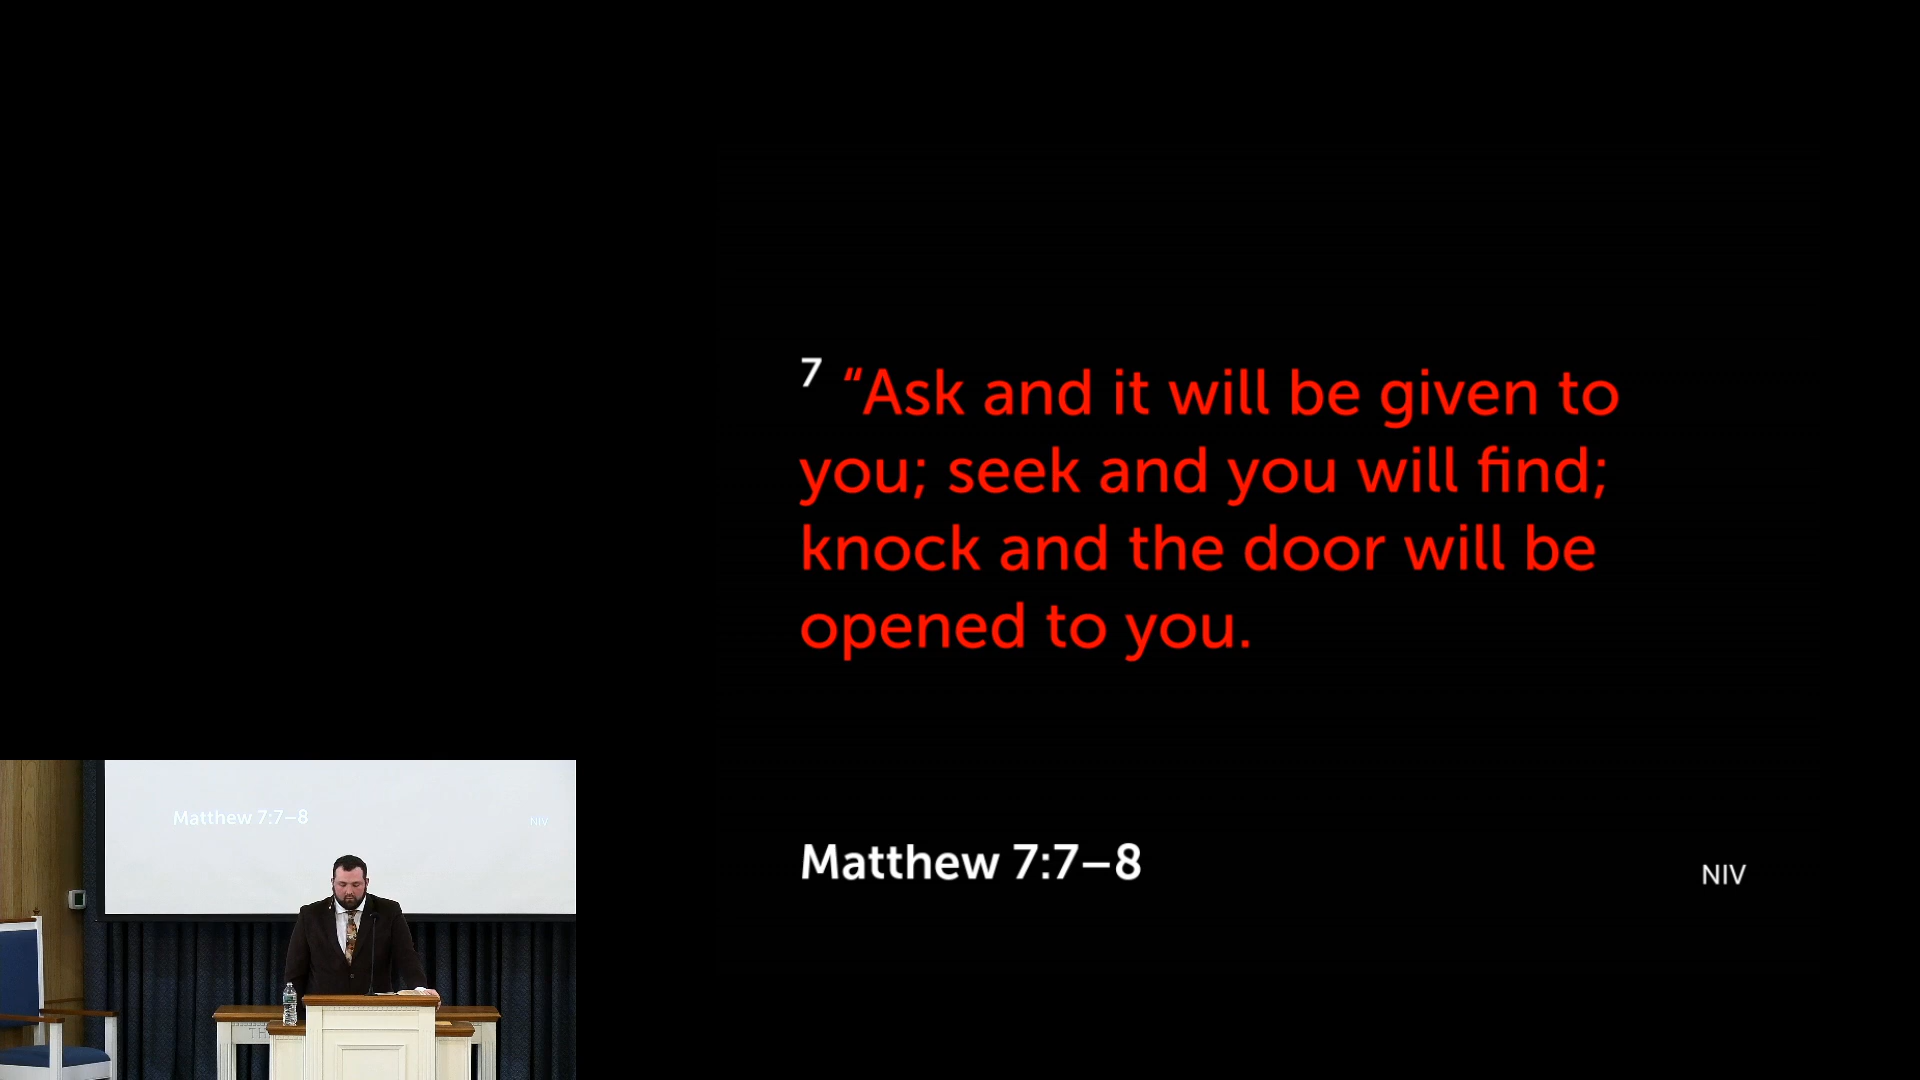 7 “Ask and it will be given to
you; seek and you will find;
knock and the door will be
opened to you.
Matthew 7:7–8
NIV
Matthew 7:7–8
NIV